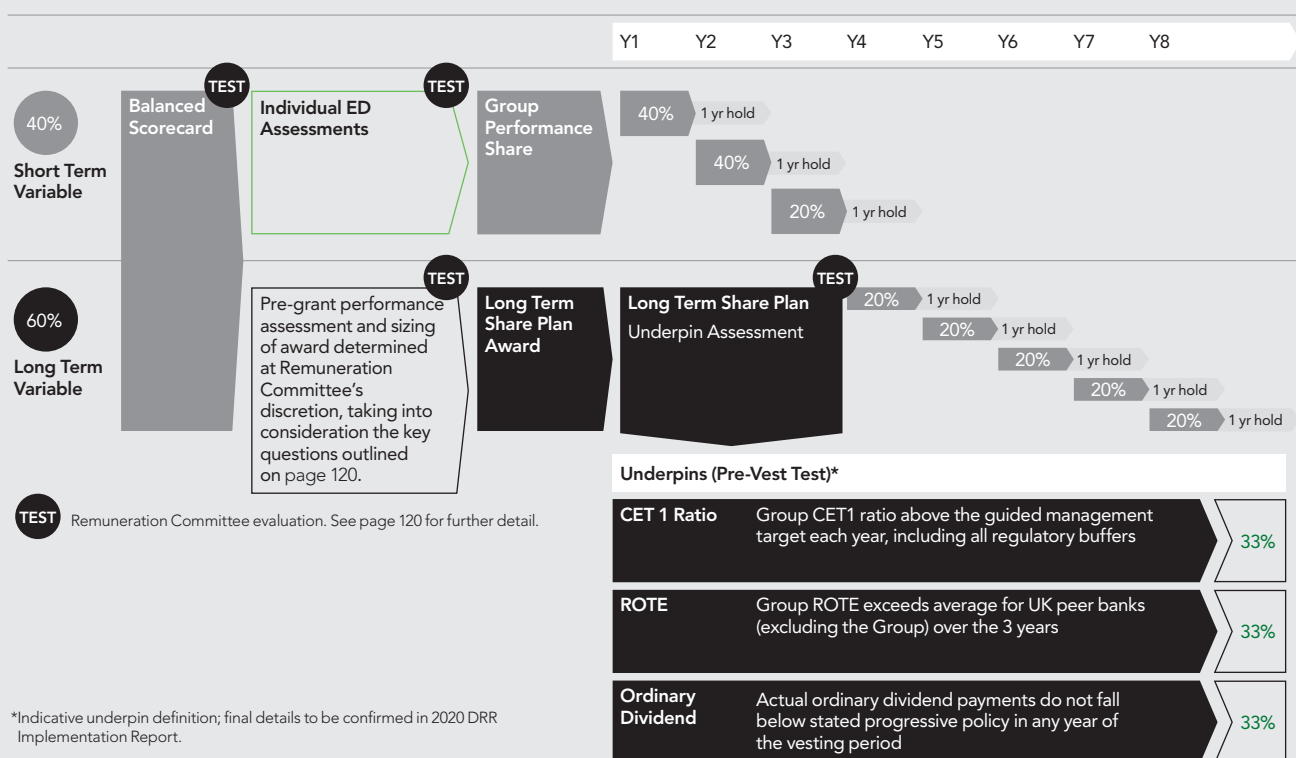 Y1 Y2 Y3 Y4 Y5 Y6 Y7 Y8
40%
Short Term
Variable
Balanced
Scorecard
TEST
Individual ED
Assessments
TEST
Group
Performance
Share
40% 1 yr hold
40% 1 yr hold
20% 1 yr hold
60%
Long Term
Variable
Pre-grant performance
assessment and sizing
of award determined
at Remuneration
Committee's
discretion, taking into
consideration the key
questions outlined
on page 120.
TEST
Long Term
Share Plan
Award
Long Term Share Plan
Underpin Assessment
TEST
20% 1 yr hold
20% 1 yr hold
20% 1 yr hold
20% 1 yr hold
20% 1 yr hold
TEST Remuneration Committee evaluation. See page 120 for further detail.
Underpins (Pre-Vest Test)*
CET 1 Ratio
Group CET1 ratio above the guided management
target each year, including all regulatory buffers
33%
ROTE
Group ROTE exceeds average for UK peer banks
(excluding the Group) over the 3 years
33%
Ordinary
Dividend
Actual ordinary dividend payments do not fall
below stated progressive policy in any year of
the vesting period
33%
*Indicative underpin definition; final details to be confirmed in 2020 DRR
Implementation Report.